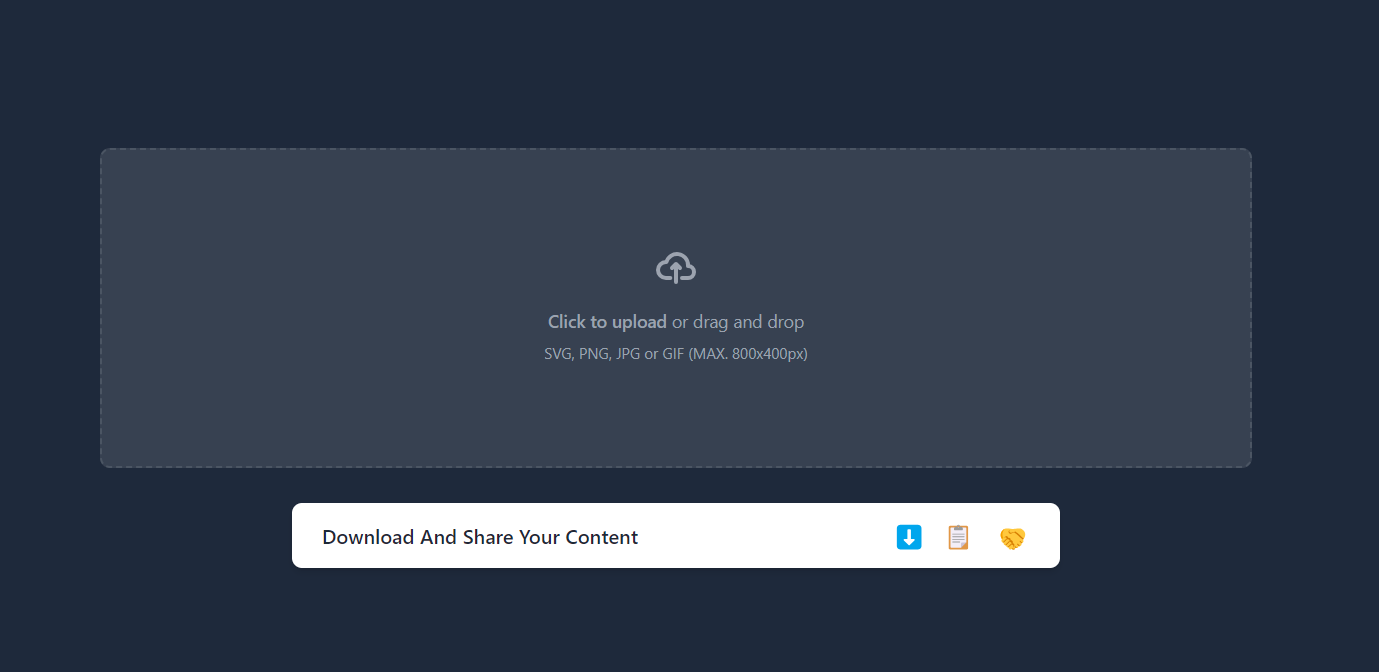 Click to upload or drag and drop
SVG, PNG, JPG or GIF (MAX. 800x400px)
Download And Share Your Content